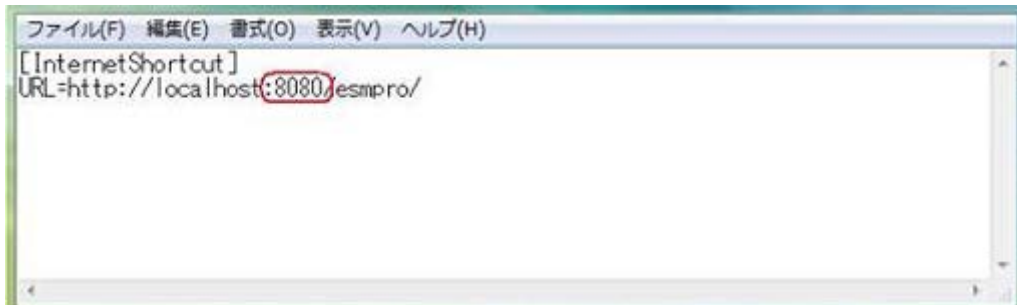 ファイル(F) 編集(E) 書式(O) 表示(V) ヘルプ(H)
[InternetShortcut]
URL=http://localhost:8080/esmpro/